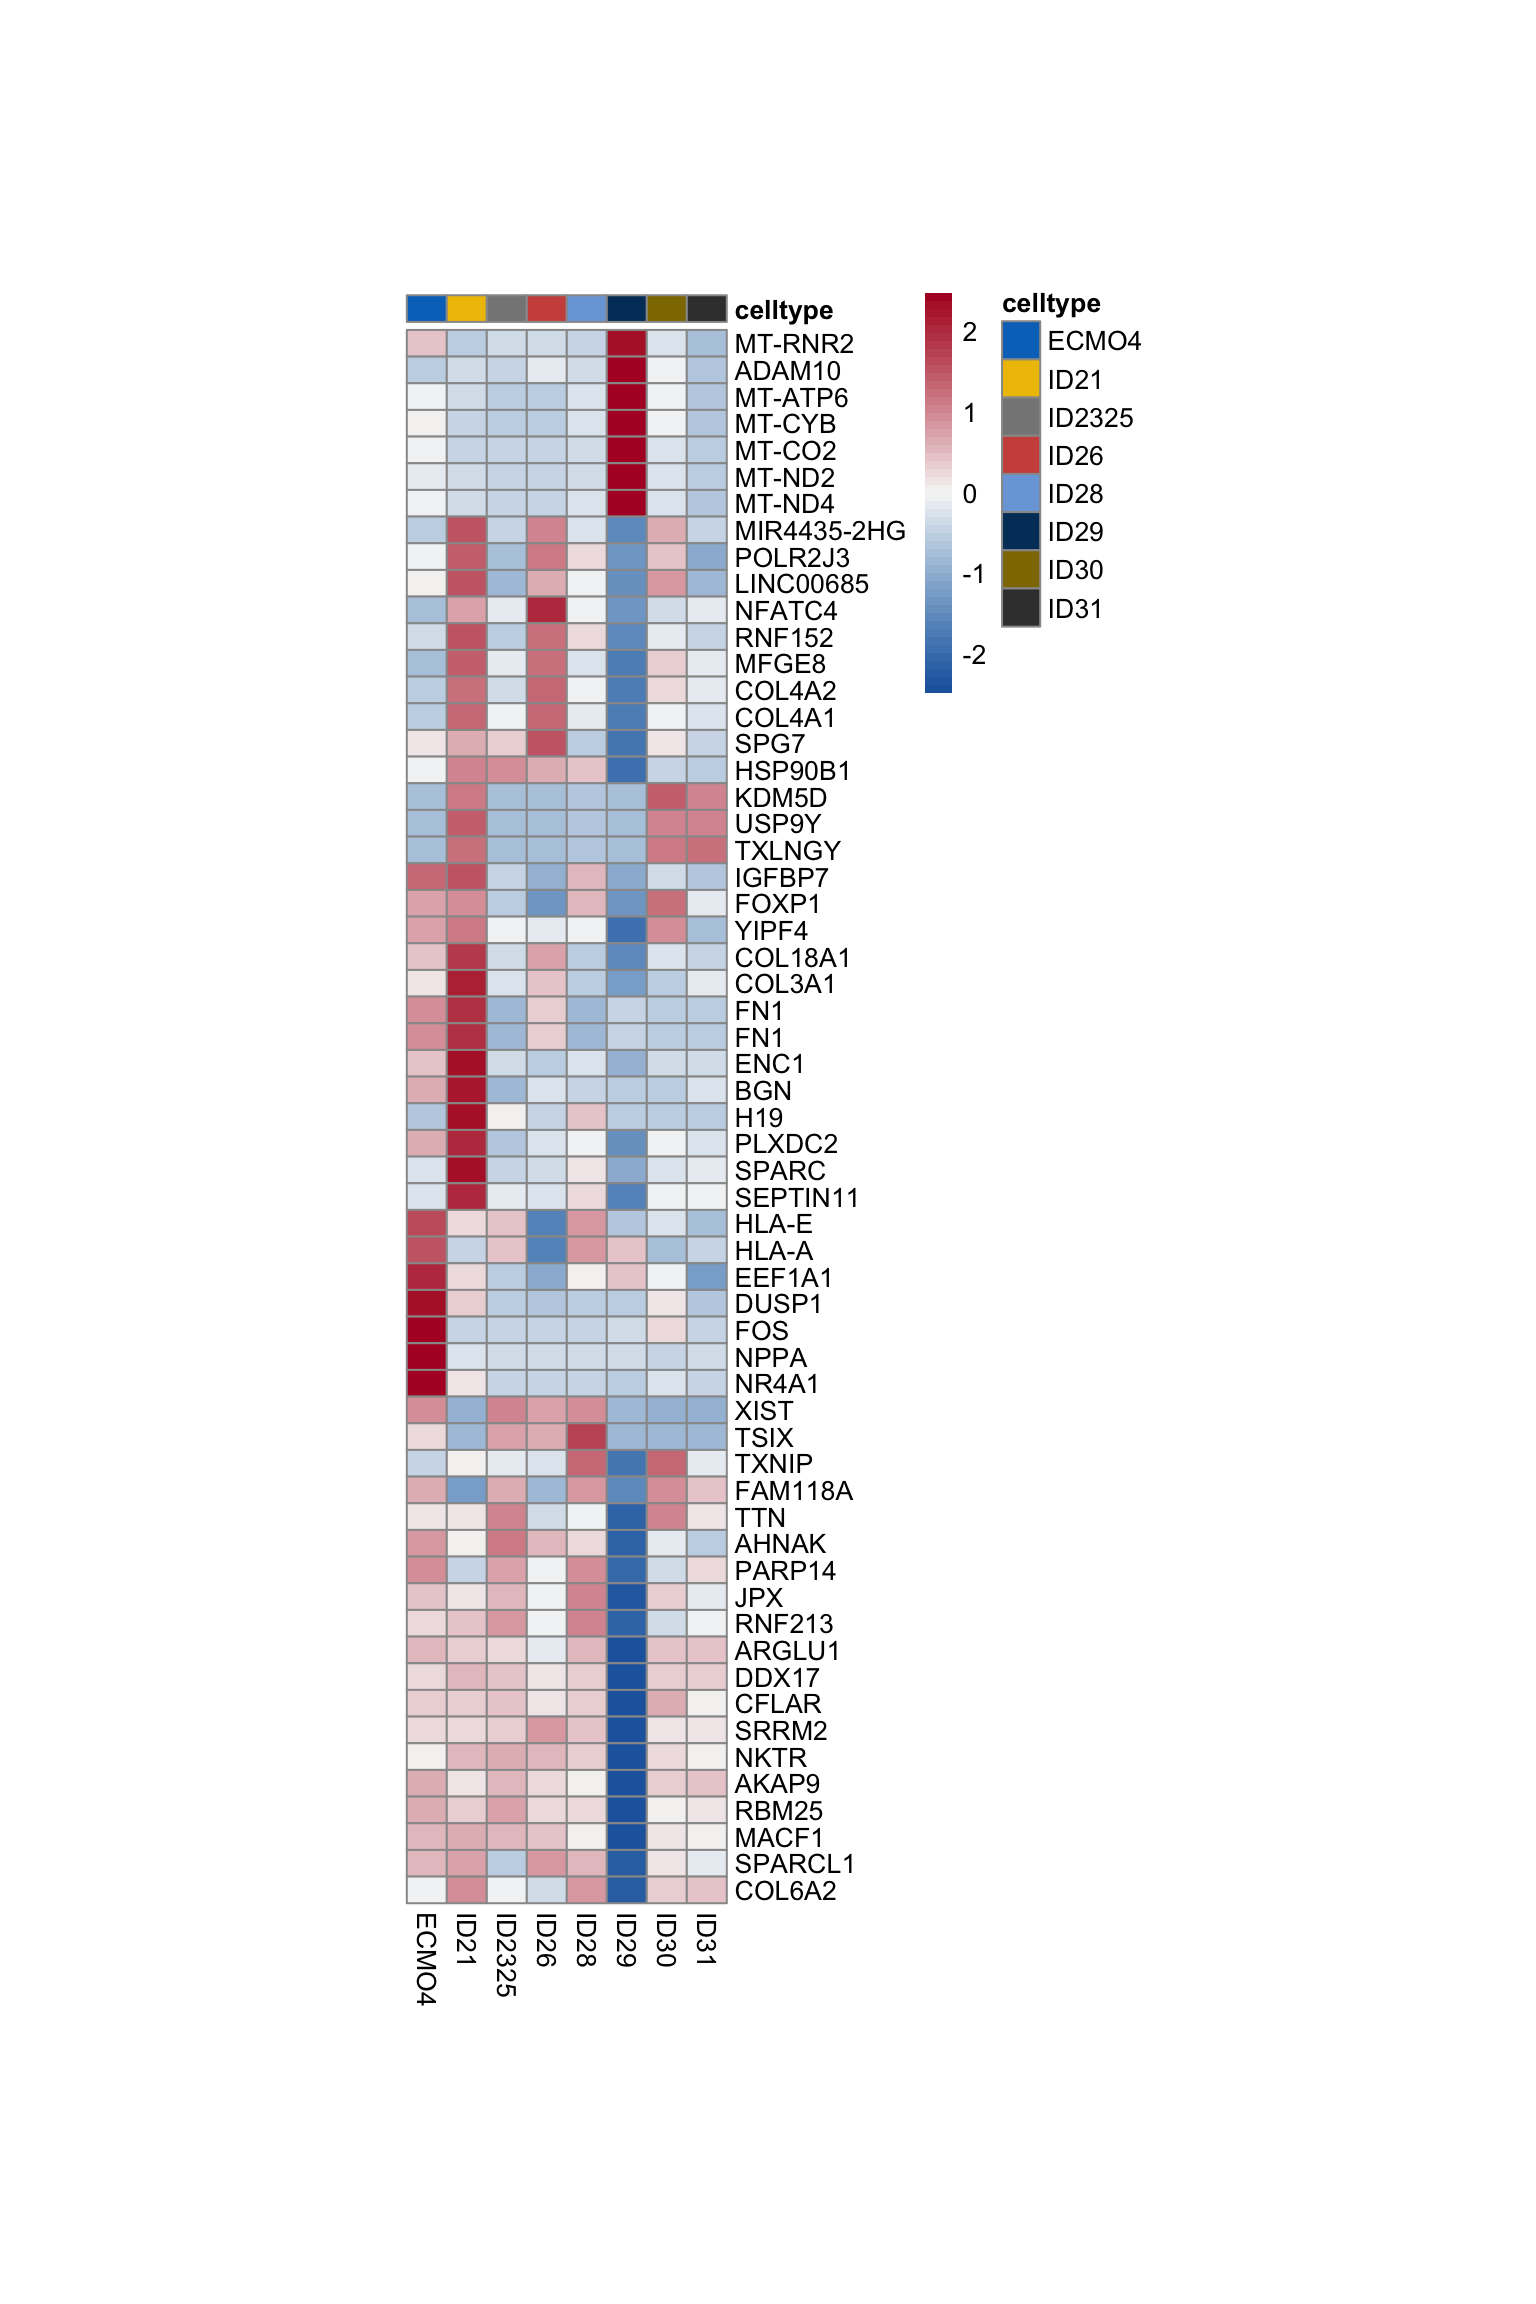 celltype
MT-RNR2
ADAM10
MT-ATP6
MT-CYB
MT-CO2
MT-ND2
MT-ND4
MIR4435-2HG
POLR2J3
LINC00685
NFATC4
RNF152
MFGE8
COL4A2
COL4A1
SPG7
HSP90B1
KDM5D
USP9Y
TXLNGY
IGFBP7
FOXP1
YIPF4
COL18A1
COL3A1
FN1
FN1
ENC1
BGN
H19
PLXDC2
SPARC
SEPTIN11
HLA-E
HLA-A
EEF1A1
DUSP1
FOS
NPPA
NR4A1
XIST
TSIX
TXNIP
FAM118A
TTN
AHNAK
PARP14
JPX
RNF213
ARGLU1
DDX17
CFLAR
SRRM2
NKTR
AKAP9
RBM25
MACF1
SPARCL1
COL6A2
ECMO4
ID21
ID2325
ID26
ID28
ID29
ID30
ID31
2
1
0
-1
-2
celltype
ECMO4
ID21
ID2325
ID26
ID28
ID29
ID30
ID31